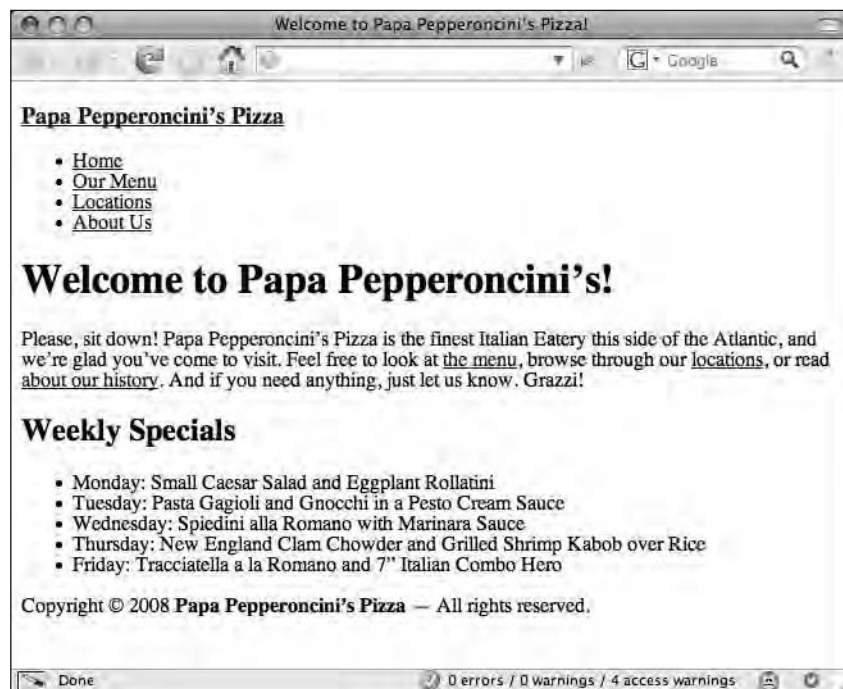 Welcome to Papa Pepperoncini's Pizza!
G Google
Papa Pepperoncini's Pizza
• Home
• Our Menu
• Locations
• About Us
Welcome to Papa Pepperoncini's!
Please, sit down! Papa Pepperoncini's Pizza is the finest Italian Eatery this side of the Atlantic, and
we're glad you've come to visit. Feel free to look at the menu, browse through our locations, or read
about our history. And if you need anything, just let us know. Grazzi!
Weekly Specials
• Monday: Small Caesar Salad and Eggplant Rollatini
• Tuesday: Pasta Gagioli and Gnocchi in a Pesto Cream Sauce
• Wednesday: Spiedini alla Romano with Marinara Sauce
• Thursday: New England Clam Chowder and Grilled Shrimp Kabob over Rice
• Friday: Tracciatella a la Romano and 7” Italian Combo Hero
Copyright © 2008 Papa Pepperoncini's Pizza — All rights reserved.
Done
0 errors / 0 warnings / 4 access warnings